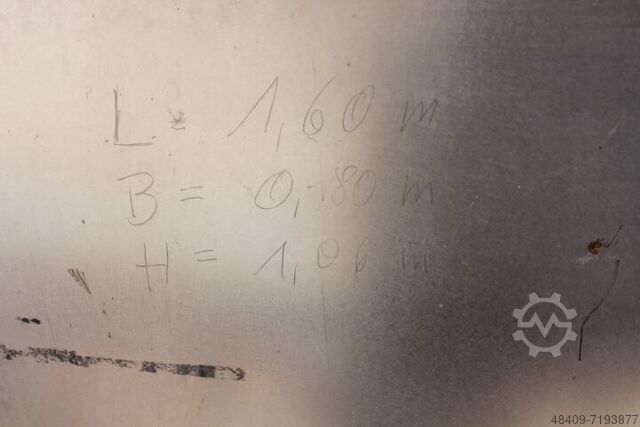 L = 1,60 m
B = 0,80 m
H = 1,06 m
48409-7193877